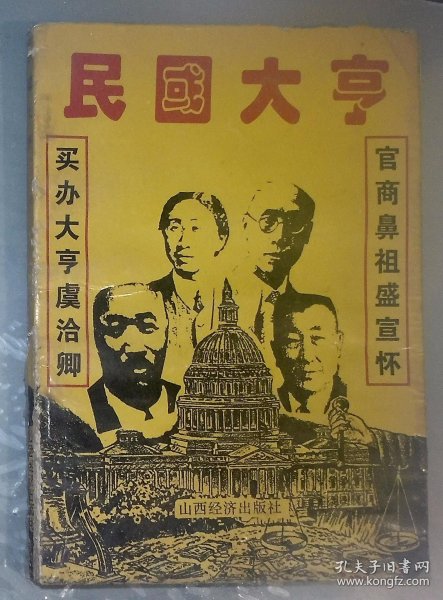 民國大亨
官商鼻祖盛宣怀
买办大亨虞洽卿
山西经济出版社
孔夫子旧书网
www.kongfz.com